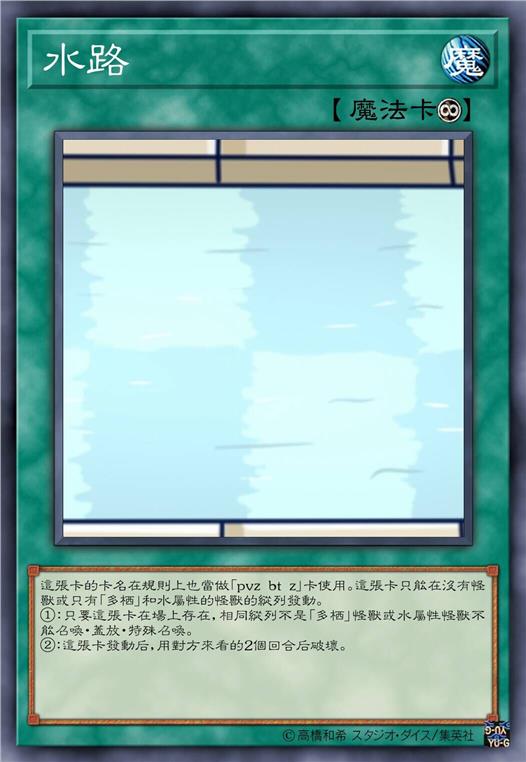 水路
魔
【魔法卡♾】
這張卡的卡名在規則上也當做「pvz bt z」卡使用。這張卡只能在沒有怪
獸或只有「多栖」和水屬性的怪獸的縱列發動。
①:只要這張卡在場上存在,相同縱列不是「多栖」怪獸或水屬性怪獸不
能召喚·蓋放·特殊召喚。
②:這張卡發動后,用對方來看的2個回合后破壞。
©高橋和希 スタジオ・ダイス/集英社
YU-G
YU-G